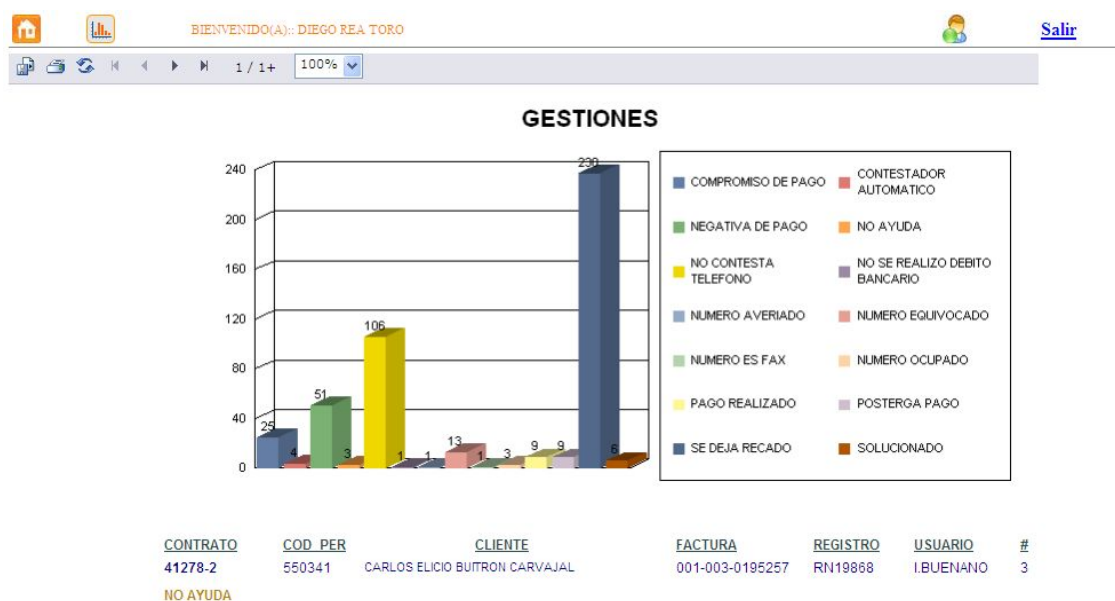 BIENVENIDO(A):: DIEGO REA TORO
Salir
1 / 1+
100%
GESTIONES
240
200
160
120
80
40
0
25
4
51
3
106
1
1
13
1
3
9
9
6
COMPROMISO DE PAGO
CONTESTADOR
AUTOMATICO
NEGATIVA DE PAGO
NO AYUDA
NO CONTESTA
TELEFONO
NO SE REALIZO DEBITO
BANCARIO
NUMERO AVERIADO
NUMERO EQUIVOCADO
NUMERO ES FAX
NUMERO OCUPADO
PAGO REALIZADO
POSTERGA PAGO
SE DEJA RECADO
SOLUCIONADO
CONTRATO COD_PER CLIENTE FACTURA REGISTRO USUARIO #
41278-2 550341 CARLOS ELICIO BUITRON CARVAJAL 001-003-0195257 RN19868 I.BUENANO 3
NO AYUDA